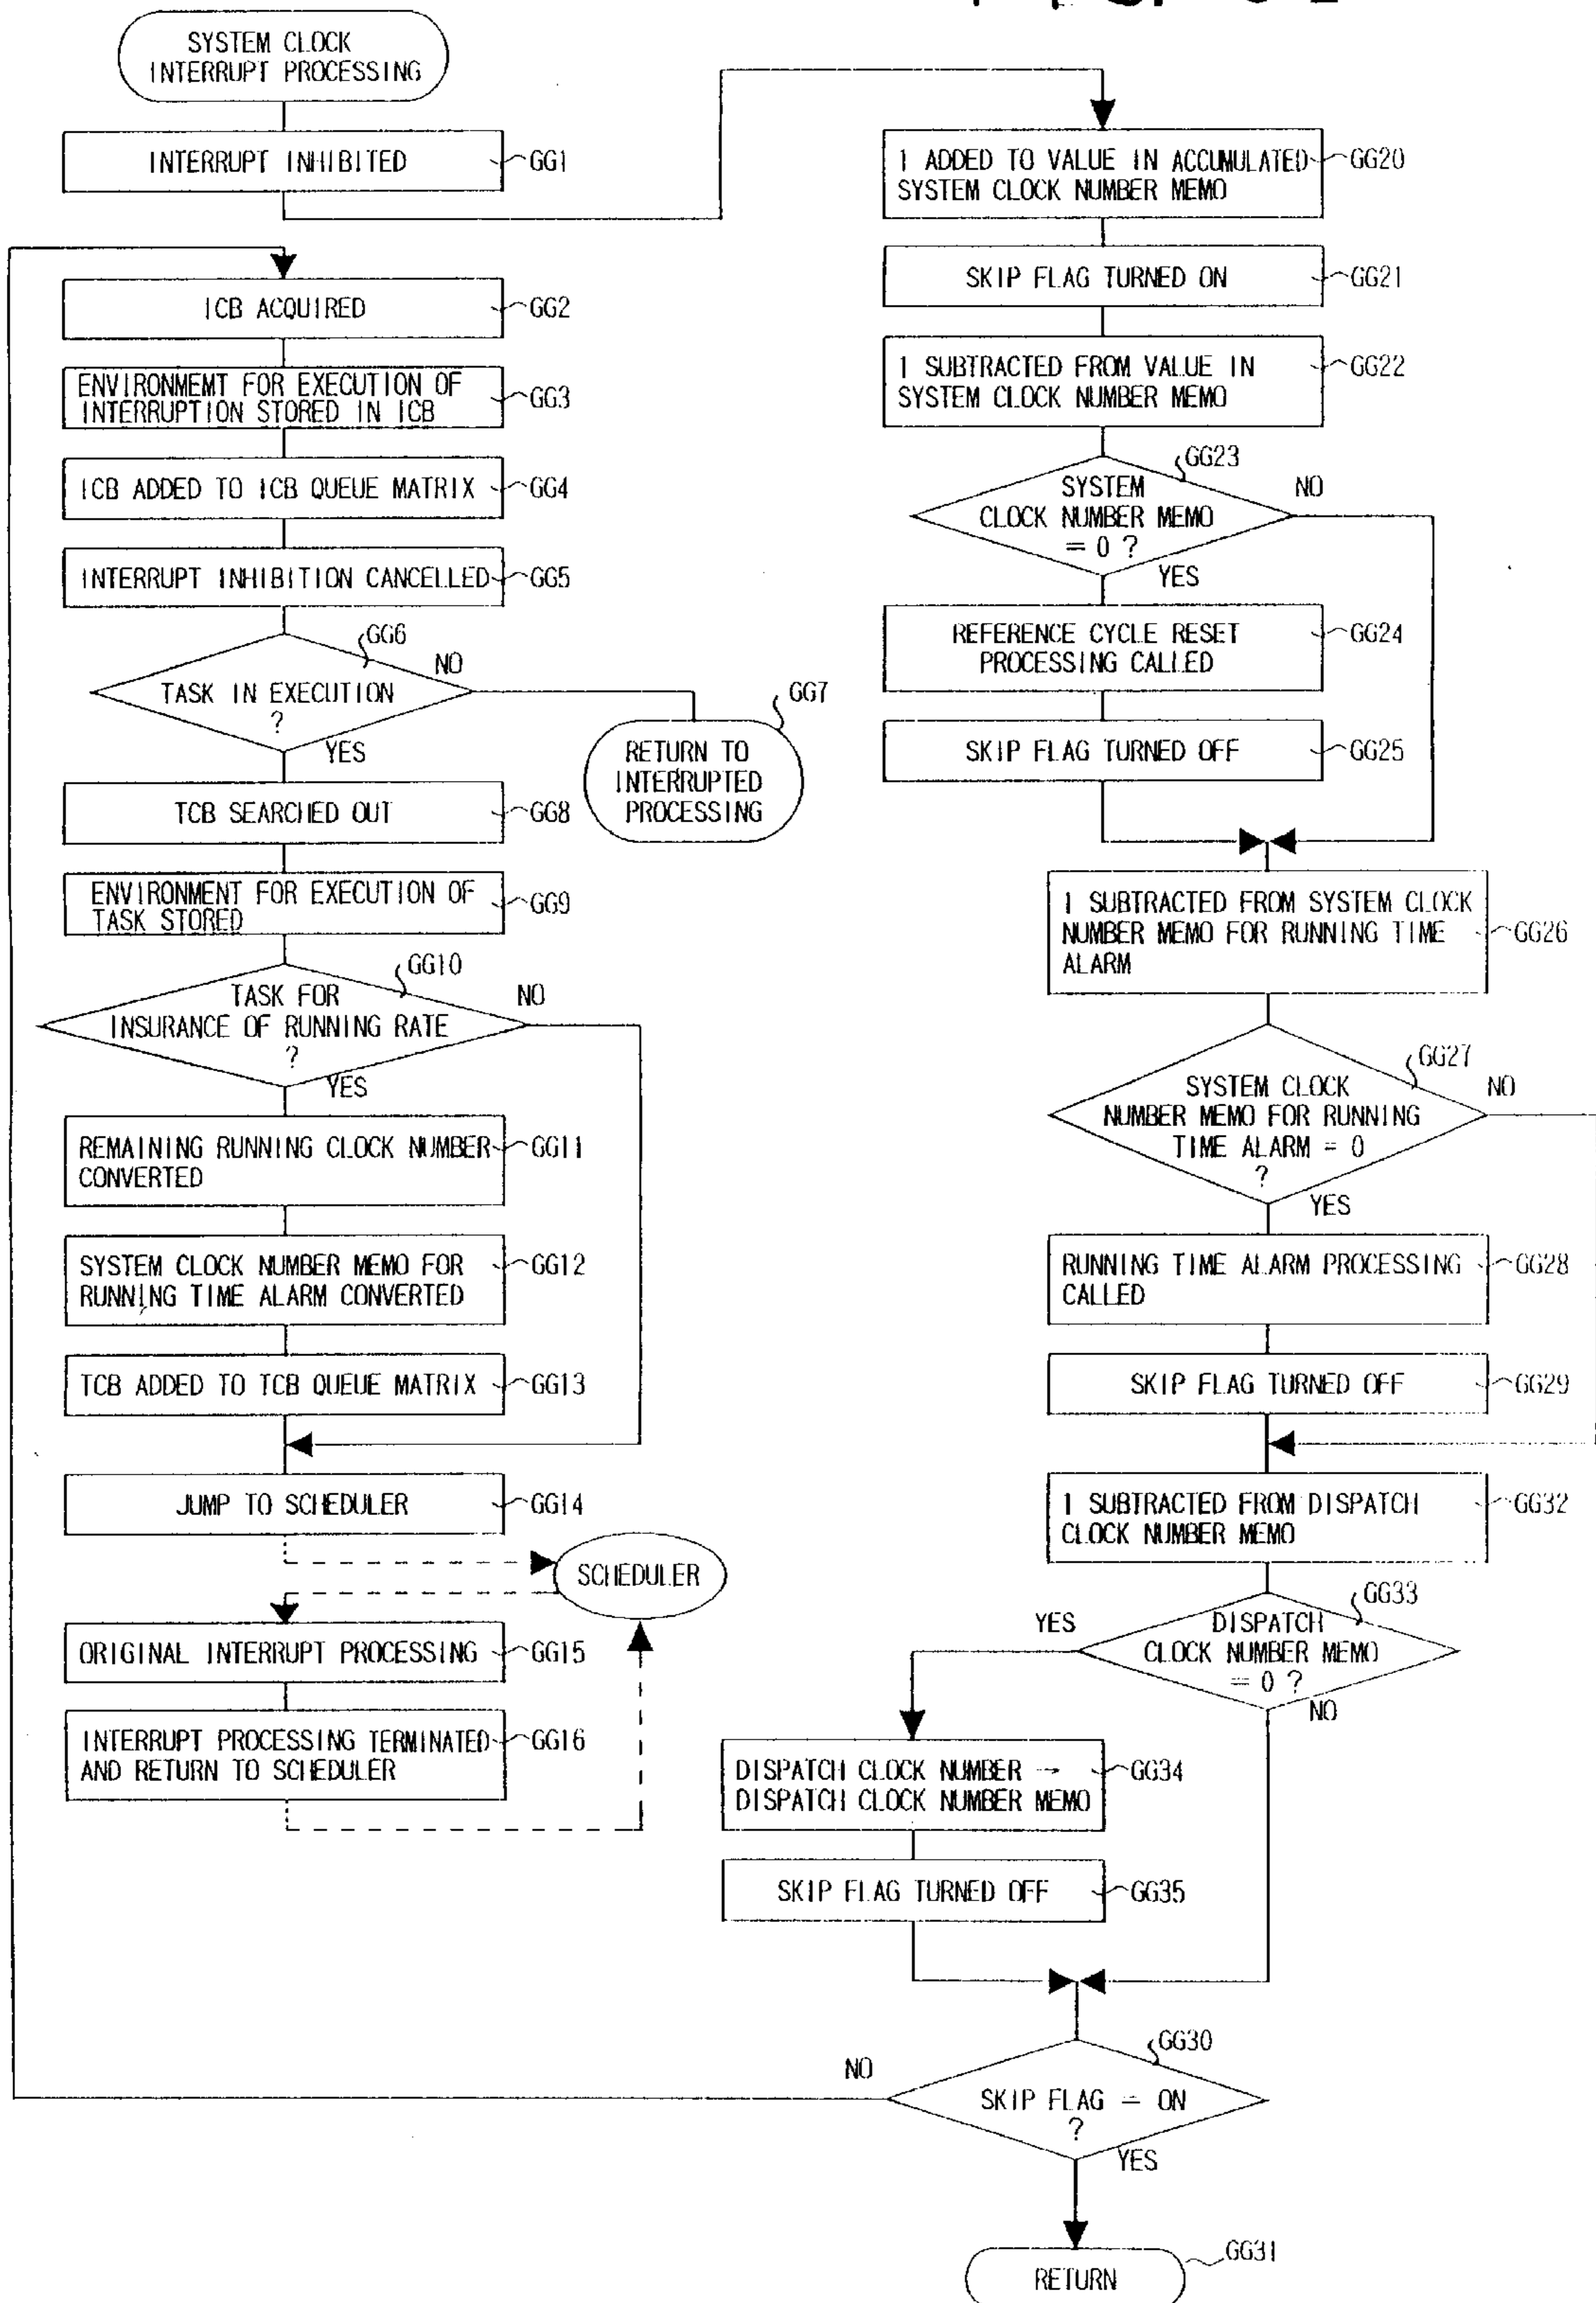 SYSTEM CLOCK
INTERRUPT PROCESSING
INTERRUPT INHIBITED
GG1
ICB ACQUIRED
GG2
ENVIRONMEMT FOR EXECUTION OF
INTERRUPTION STORED IN ICB
GG3
ICB ADDED TO ICB QUEUE MATRIX
GG4
INTERRUPT INHIBITION CANCELLED
GG5
GG6
TASK IN EXECUTION
?
NO
YES
GG7
RETURN TO
INTERRUPTED
PROCESSING
TCB SEARCHED OUT
GG8
ENVIRONMENT FOR EXECUTION OF
TASK STORED
GG9
GG10
TASK FOR
INSURANCE OF RUNNING RATE
?
NO
YES
REMAINING RUNNING CLOCK NUMBER
CONVERTED
GG11
SYSTEM CLOCK NUMBER MEMO FOR
RUNNING TIME ALARM CONVERTED
GG12
TCB ADDED TO TCB QUEUE MATRIX
GG13
JUMP TO SCHEDULER
GG14
SCHEDULER
ORIGINAL INTERRUPT PROCESSING
GG15
INTERRUPT PROCESSING TERMINATED
AND RETURN TO SCHEDULER
GG16
1 ADDED TO VALUE IN ACCUMULATED
SYSTEM CLOCK NUMBER MEMO
GG20
SKIP FLAG TURNED ON
GG21
1 SUBTRACTED FROM VALUE IN
SYSTEM CLOCK NUMBER MEMO
GG22
GG23
SYSTEM
CLOCK NUMBER MEMO
= 0 ?
NO
YES
REFERENCE CYCLE RESET
PROCESSING CALLED
GG24
SKIP FLAG TURNED OFF
GG25
1 SUBTRACTED FROM SYSTEM CLOCK
NUMBER MEMO FOR RUNNING TIME
ALARM
GG26
GG27
SYSTEM CLOCK
NUMBER MEMO FOR RUNNING
TIME ALARM = 0
?
NO
YES
RUNNING TIME ALARM PROCESSING
CALLED
GG28
SKIP FLAG TURNED OFF
GG29
1 SUBTRACTED FROM DISPATCH
CLOCK NUMBER MEMO
GG32
GG33
DISPATCH
CLOCK NUMBER MEMO
= 0 ?
YES
NO
DISPATCH CLOCK NUMBER →
DISPATCH CLOCK NUMBER MEMO
GG34
SKIP FLAG TURNED OFF
GG35
GG30
SKIP FLAG = ON
?
NO
YES
RETURN
GG31